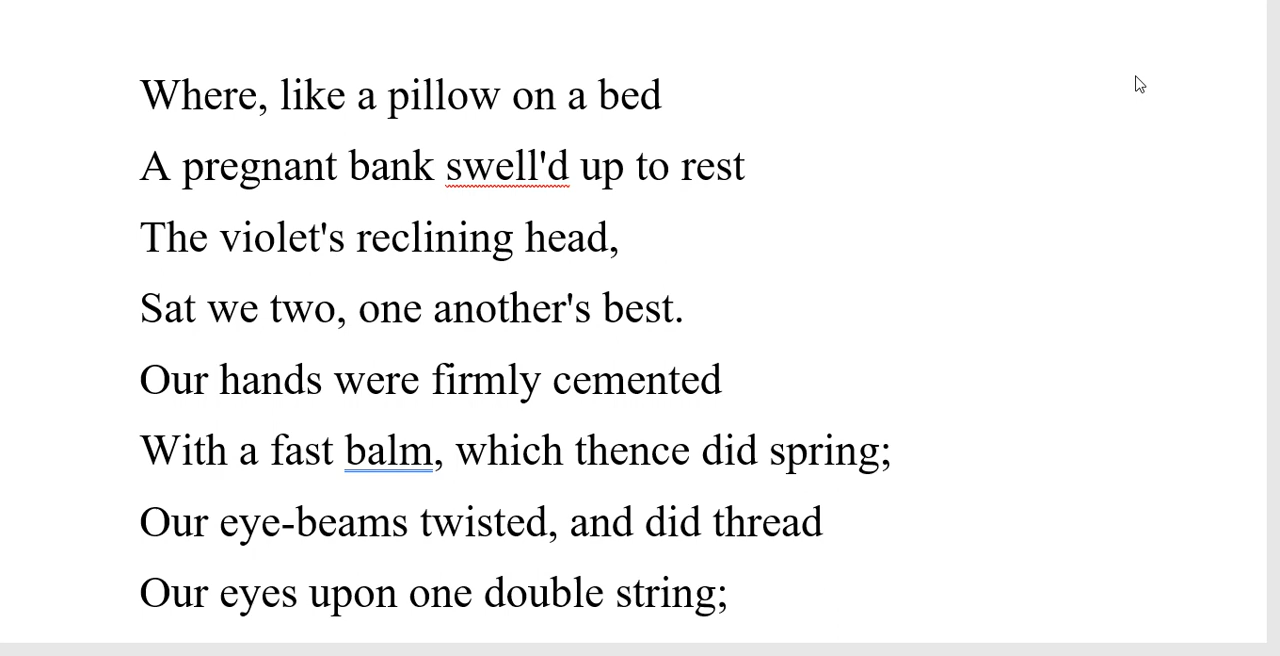 Where, like a pillow on a bed
A pregnant bank swell'd up to rest
The violet's reclining head,
Sat we two, one another's best.
Our hands were firmly cemented
With a fast balm, which thence did spring;
Our eye-beams twisted, and did thread
Our eyes upon one double string;